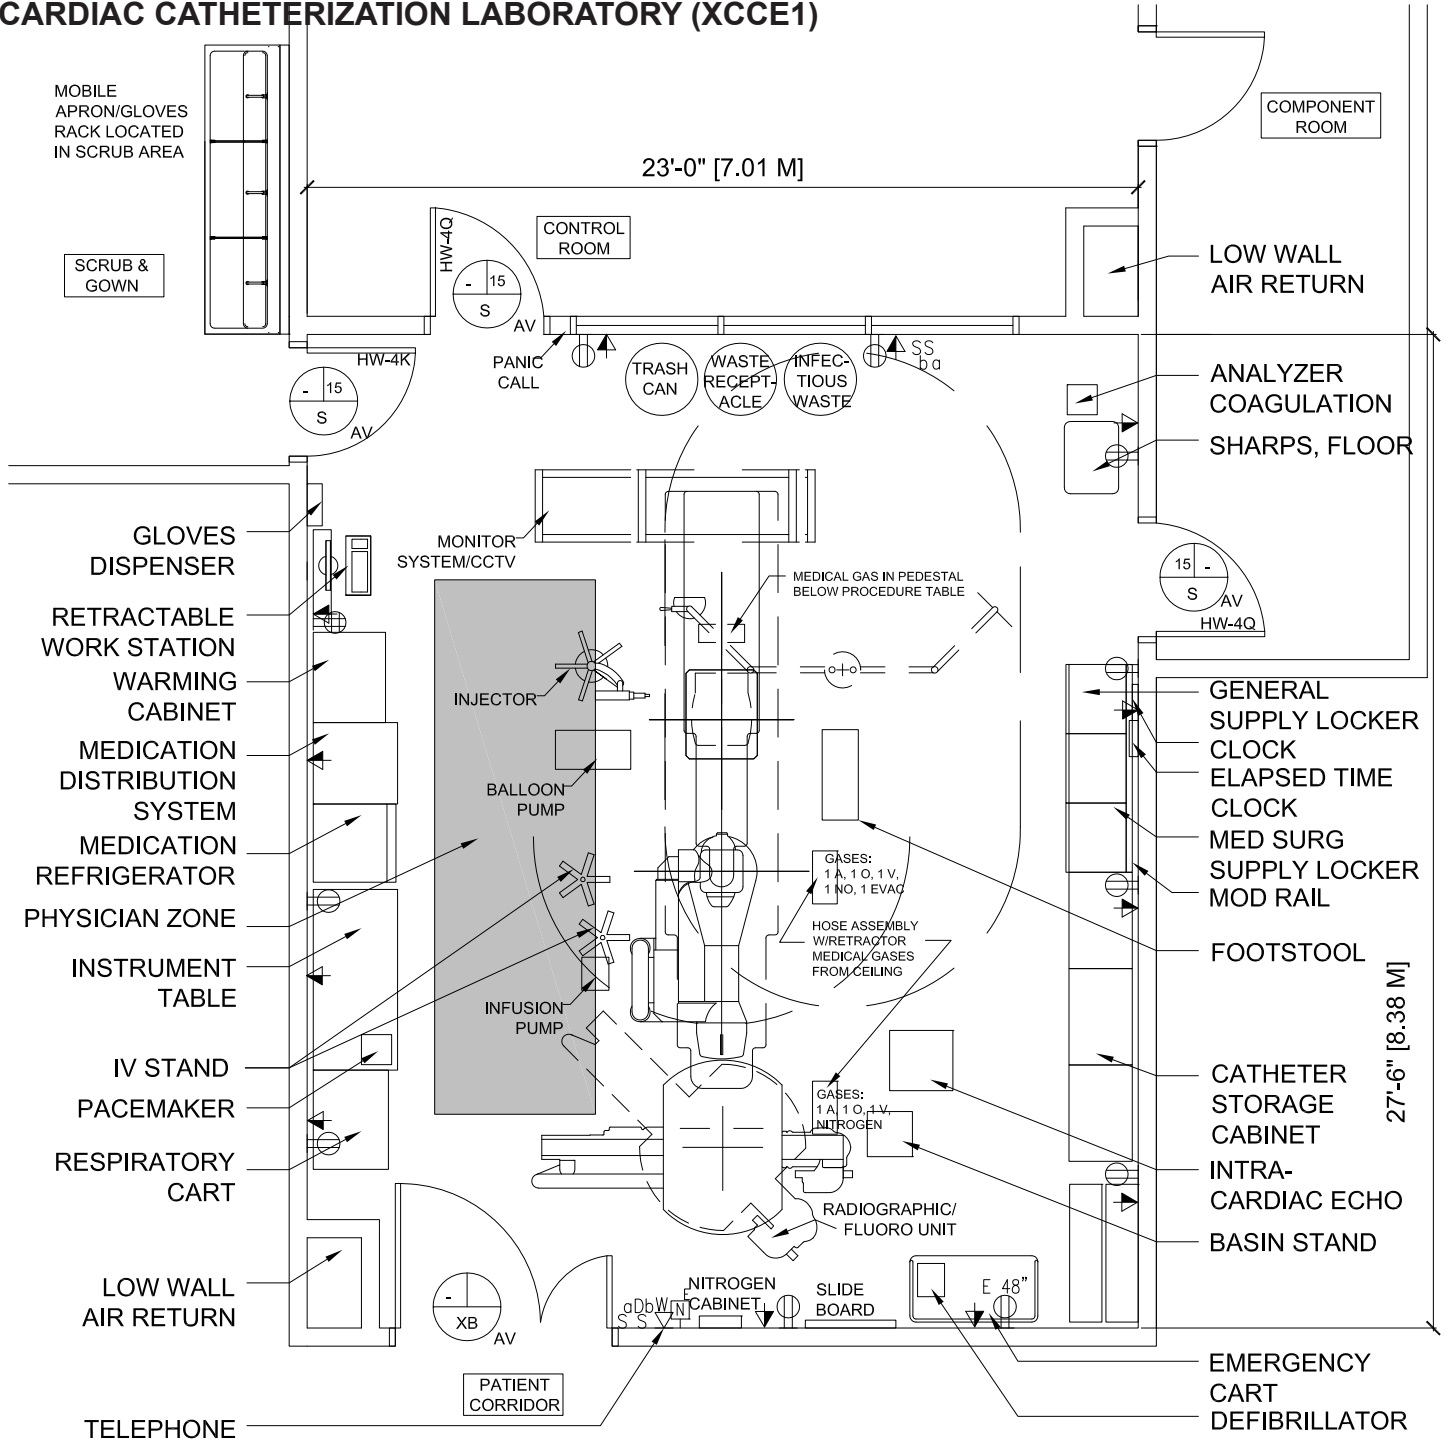 CARDIAC CATHETERIZATION LABORATORY (XCCE1)
MOBILE
APRON/GLOVES
RACK LOCATED
IN SCRUB AREA
COMPONENT
ROOM
23'-0" [7.01 M]
HW-4Q
CONTROL
ROOM
SCRUB &
GOWN
- 15
S
AV
LOW WALL
AIR RETURN
HW-4K
- 15
S
AV
PANIC
CALL
TRASH
CAN
WASTE
RECEPT-
ACLE
INFEC-
TIOUS
WASTE
SS
ba
ANALYZER
COAGULATION
SHARPS, FLOOR
GLOVES
DISPENSER
MONITOR
SYSTEM/CCTV
MEDICAL GAS IN PEDESTAL
BELOW PROCEDURE TABLE
15 -
S
AV
HW-4Q
RETRACTABLE
WORK STATION
WARMING
CABINET
INJECTOR
GENERAL
SUPPLY LOCKER
CLOCK
ELAPSED TIME
CLOCK
MEDICATION
DISTRIBUTION
SYSTEM
BALLOON
PUMP
MED SURG
SUPPLY LOCKER
MOD RAIL
MEDICATION
REFRIGERATOR
GASES:
1 A, 1 O, 1 V,
1 NO, 1 EVAC
PHYSICIAN ZONE
HOSE ASSEMBLY
W/RETRACTOR
MEDICAL GASES
FROM CEILING
FOOTSTOOL
INSTRUMENT
TABLE
INFUSION
PUMP
27'-6" [8.38 M]
IV STAND
PACEMAKER
GASES:
1 A, 1 O, 1 V,
NITROGEN
CATHETER
STORAGE
CABINET
RESPIRATORY
CART
INTRA-
CARDIAC ECHO
RADIOGRAPHIC/
FLUORO UNIT
BASIN STAND
LOW WALL
AIR RETURN
-
XB
AV
aDbW
S S
E
N
NITROGEN
CABINET
SLIDE
BOARD
E 48"
PATIENT
CORRIDOR
EMERGENCY
CART
DEFIBRILLATOR
TELEPHONE